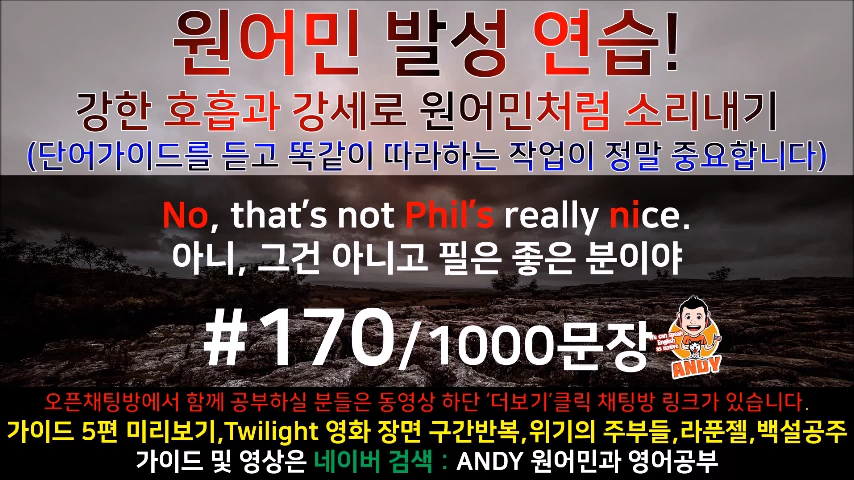 원어민 발성 연습!
강한 호흡과 강세로 원어민처럼 소리내기
(단어가이드를 듣고 똑같이 따라하는 작업이 정말 중요합니다)
No, that's not Phil's really nice.
아니, 그건 아니고 필은 좋은 분이야
#170/1000문장
We can speak
English
as native
ANDY
오픈채팅방에서 함께 공부하실 분들은 동영상 하단 '더보기'클릭 채팅방 링크가 있습니다.
가이드 5편 미리보기,Twilight 영화 장면 구간반복,위기의 주부들,라푼젤,백설공주
가이드 및 영상은 네이버 검색 : ANDY 원어민과 영어공부